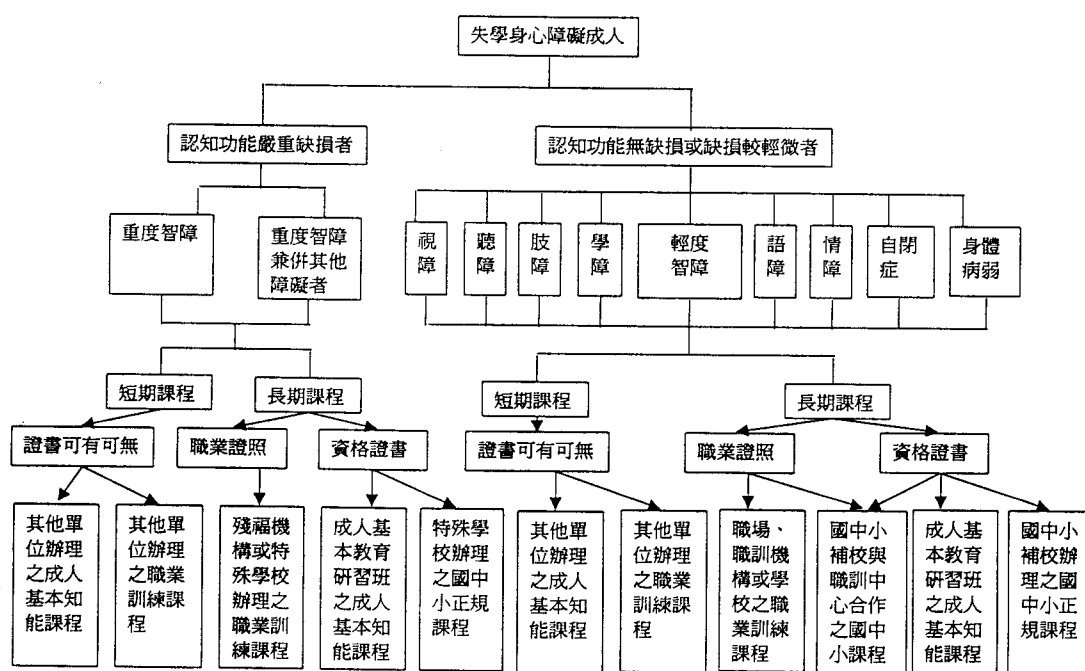 失學身心障礙成人
認知功能嚴重缺損者
認知功能無缺損或缺損較輕微者
重度智障
重度智障
兼併其他
障礙者
視
障
聽
障
肢
障
學
障
輕度
智障
語
障
情
障
自閉
症
身體
病弱
短期課程
長期課程
短期課程
長期課程
證書可有可無
職業證照
資格證書
證書可有可無
職業證照
資格證書
其他單
位辦理
之成人
基本知
能課程
其他單
位辦理
之職業
訓練課
程
殘福機
構或特
殊學校
辦理之
職業訓
練課程
成人基
本教育
研習班
之成人
基本知
能課程
特殊學
校辦理
之國中
小正規
課程
其他單
位辦理
之成人
基本知
能課程
其他單
位辦理
之職業
訓練課
程
職場、
職訓機
構或學
校之職
業訓練
課程
國中小
補校與
職訓中
心合作
之國中
小課程
成人基
本教育
研習班
之成人
基本知
能課程
國中小
補校辦
理之國
中小正
規課程